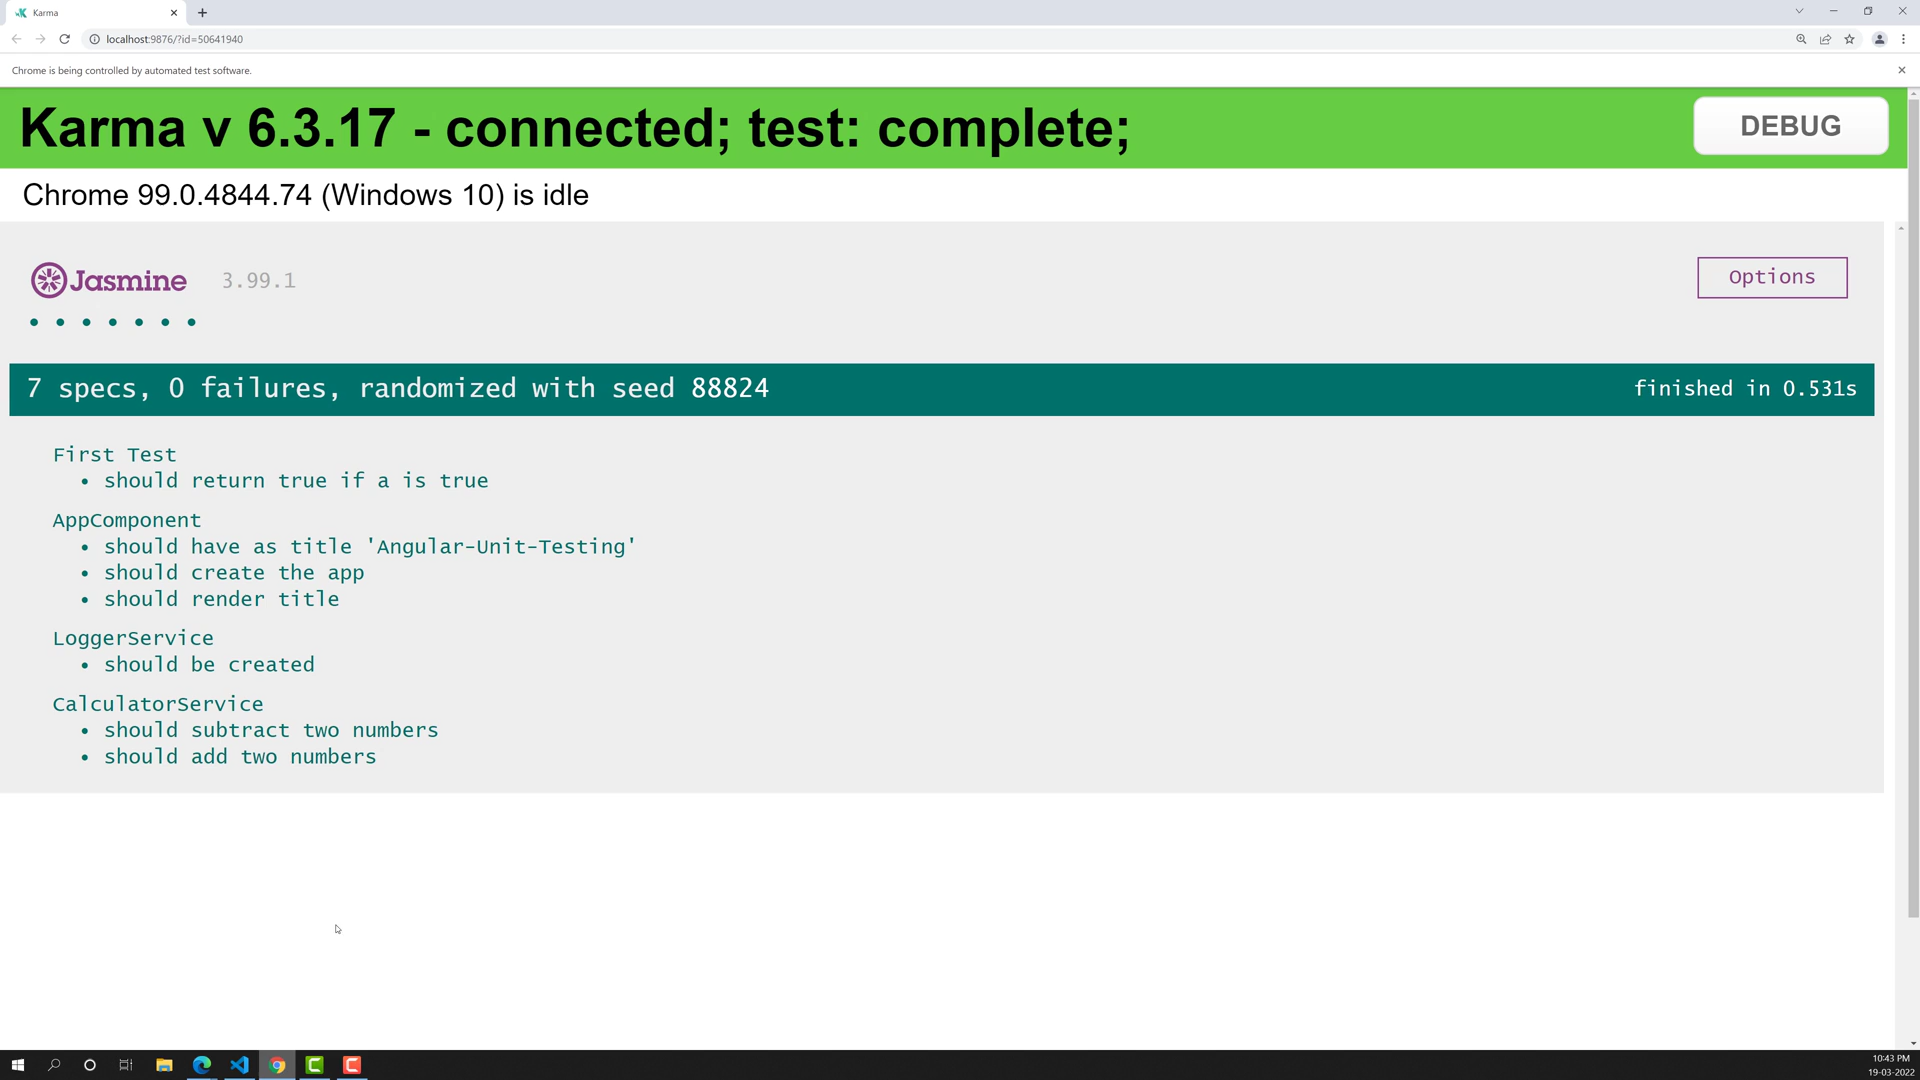 Karma
localhost:9876/?id=50641940
Chrome is being controlled by automated test software.
Karma v 6.3.17 - connected; test: complete;
DEBUG
Chrome 99.0.4844.74 (Windows 10) is idle
Jasmine 3.99.1
Options
• • • • • • •
7 specs, 0 failures, randomized with seed 88824
finished in 0.531s
First Test
• should return true if a is true
AppComponent
• should have as title 'Angular-Unit-Testing'
• should create the app
• should render title
LoggerService
• should be created
CalculatorService
• should subtract two numbers
• should add two numbers
10:43 PM
19-03-2022